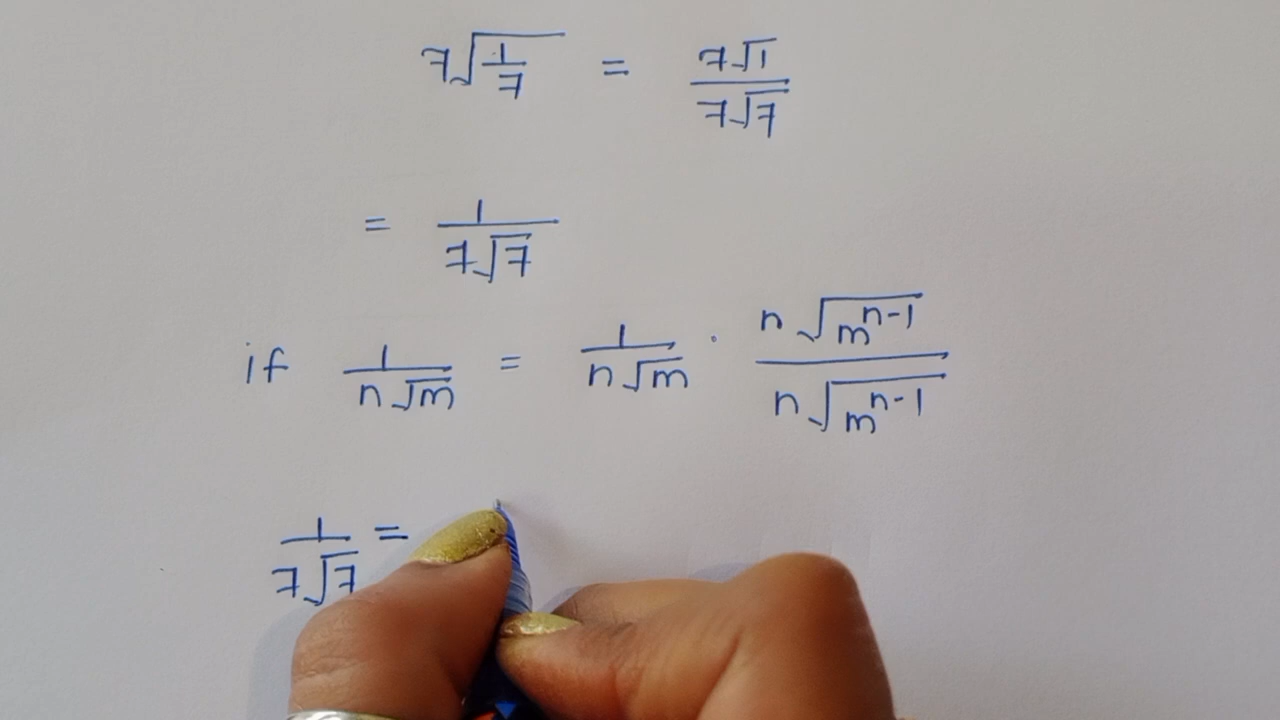 7√(1/7) = 7√1 / 7√7
= 1 / 7√7
if 1 / n√m = 1 / n√m · n√(m^(n-1)) / n√(m^(n-1))
1 / 7√7 =